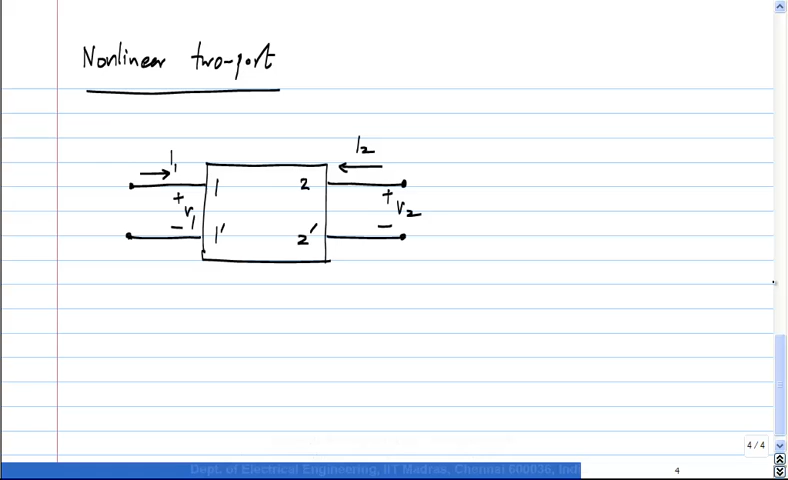 Nonlinear two-port
I1 I2
1 2
+ +
V1 V2
- -
1' 2'
4 / 4
Dept. of Electrical Engineering, IIT Madras, Chennai 600036, Ind
4